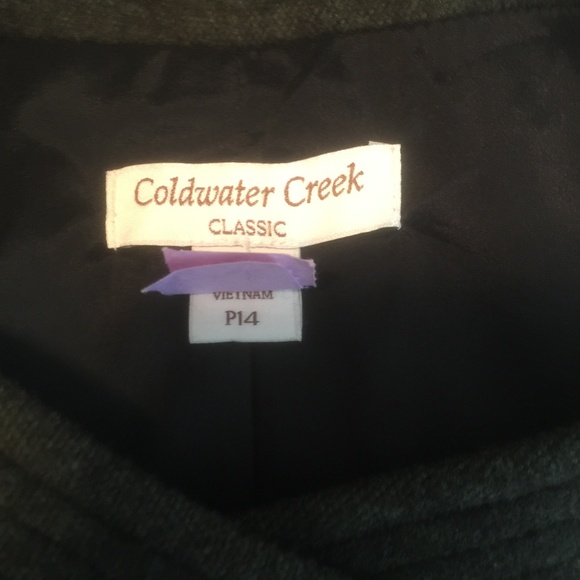 Coldwater Creek
CLASSIC
VIETNAM
P14